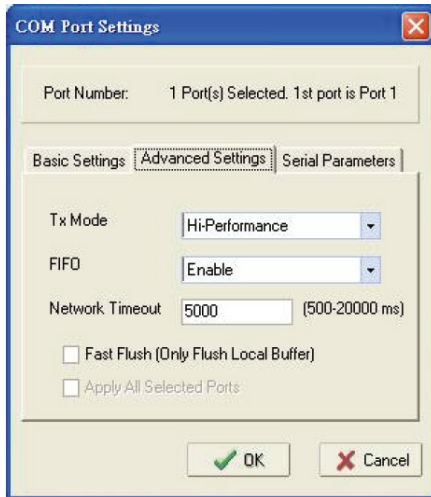 COM Port Settings
Port Number: 1 Port(s) Selected. 1st port is Port 1
Basic Settings Advanced Settings Serial Parameters
Tx Mode Hi-Performance
FIFO Enable
Network Timeout 5000 (500-20000 ms)
Fast Flush (Only Flush Local Buffer)
Apply All Selected Ports
OK Cancel